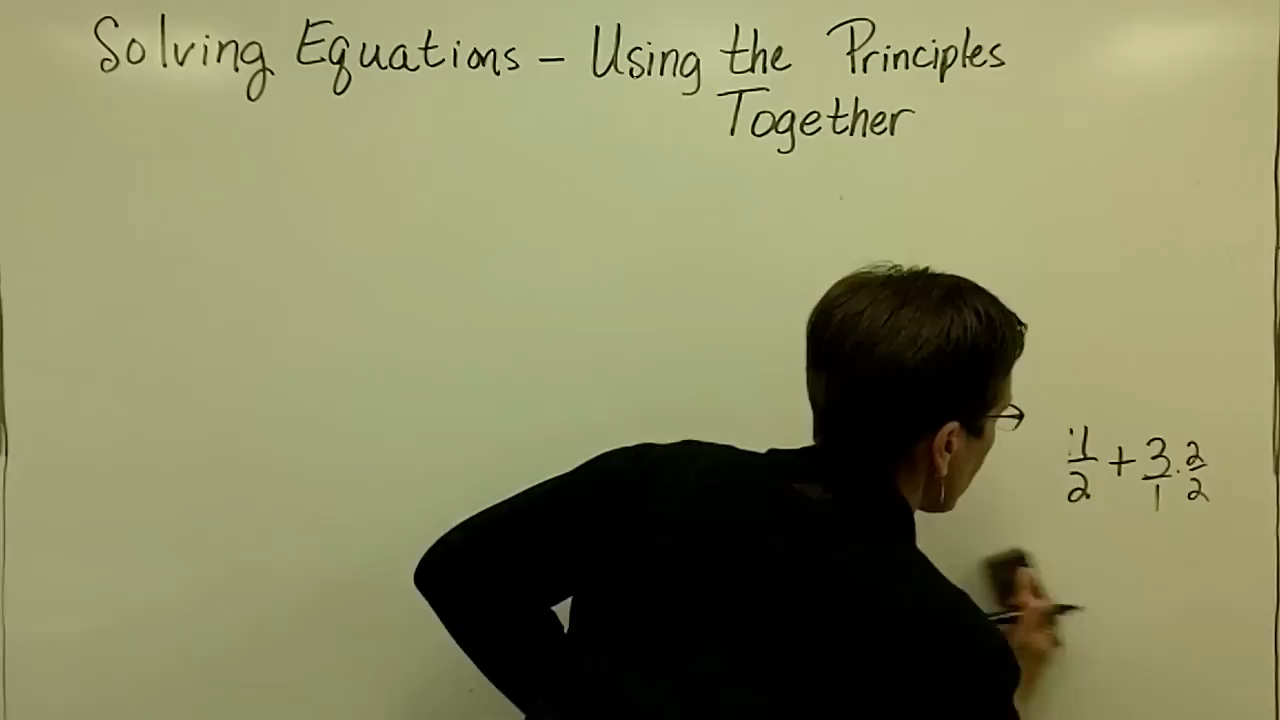 Solving Equations – Using the Principles
Together
1/2 + 3/1 · 2/2